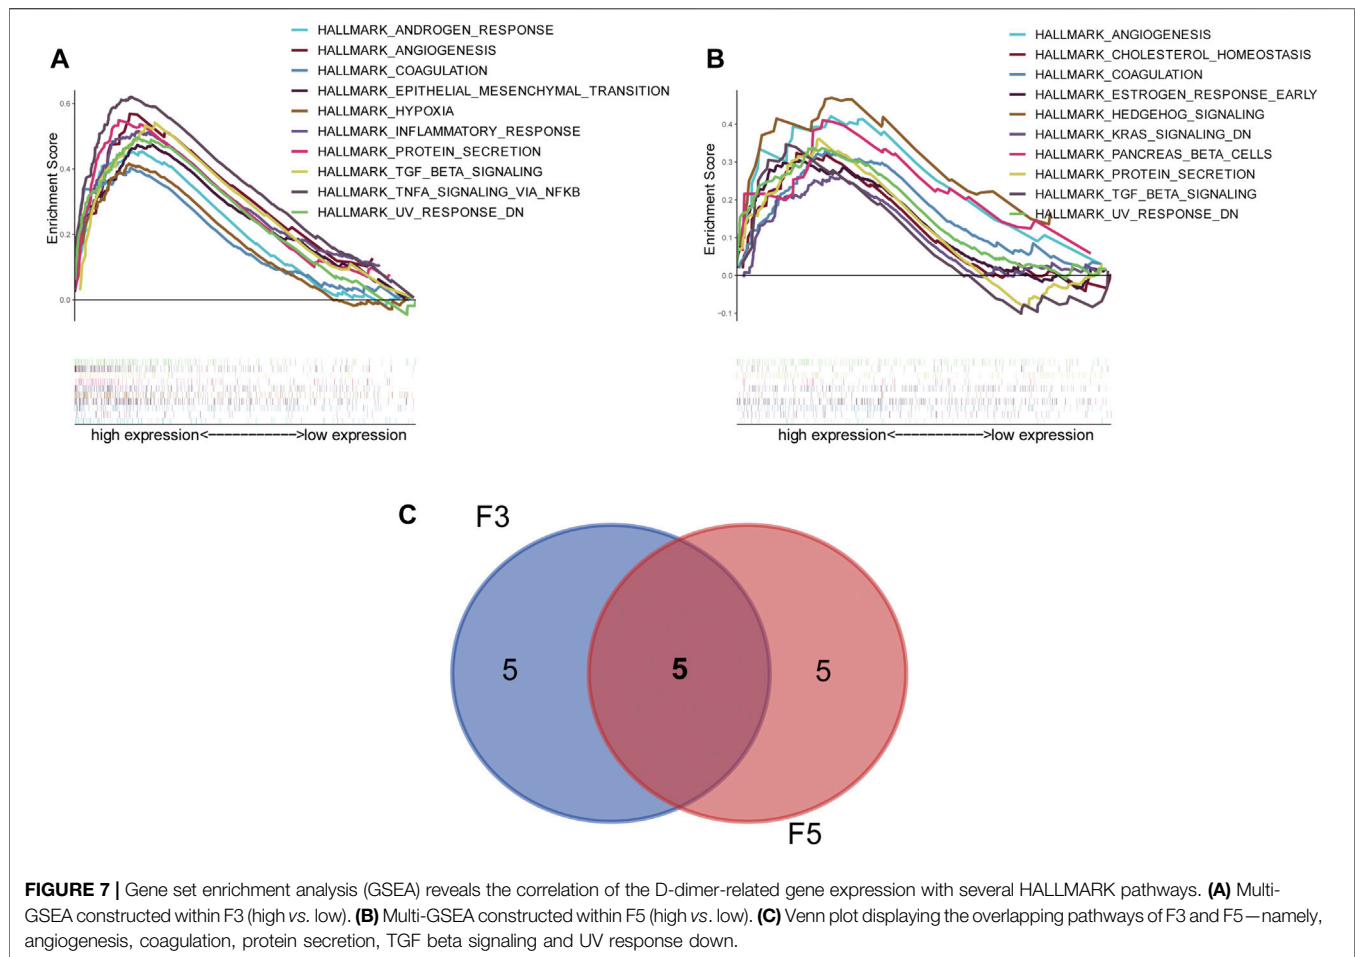 A
HALLMARK_ANDROGEN_RESPONSE
HALLMARK_ANGIOGENESIS
HALLMARK_COAGULATION
HALLMARK_EPITHELIAL_MESENCHYMAL_TRANSITION
HALLMARK_HYPOXIA
HALLMARK_INFLAMMATORY_RESPONSE
HALLMARK_PROTEIN_SECRETION
HALLMARK_TGF_BETA_SIGNALING
HALLMARK_TNFA_SIGNALING_VIA_NFKB
HALLMARK_UV_RESPONSE_DN
Enrichment Score
0.6
0.4
0.2
0.0
high expression<------------->low expression
B
HALLMARK_ANGIOGENESIS
HALLMARK_CHOLESTEROL_HOMEOSTASIS
HALLMARK_COAGULATION
HALLMARK_ESTROGEN_RESPONSE_EARLY
HALLMARK_HEDGEHOG_SIGNALING
HALLMARK_KRAS_SIGNALING_DN
HALLMARK_PANCREAS_BETA_CELLS
HALLMARK_PROTEIN_SECRETION
HALLMARK_TGF_BETA_SIGNALING
HALLMARK_UV_RESPONSE_DN
Enrichment Score
0.4
0.3
0.2
0.1
0.0
−0.1
high expression<------------->low expression
C
F3
5
5
5
F5
FIGURE 7 | Gene set enrichment analysis (GSEA) reveals the correlation of the D-dimer-related gene expression with several HALLMARK pathways. (A) Multi-
GSEA constructed within F3 (high vs. low). (B) Multi-GSEA constructed within F5 (high vs. low). (C) Venn plot displaying the overlapping pathways of F3 and F5—namely,
angiogenesis, coagulation, protein secretion, TGF beta signaling and UV response down.